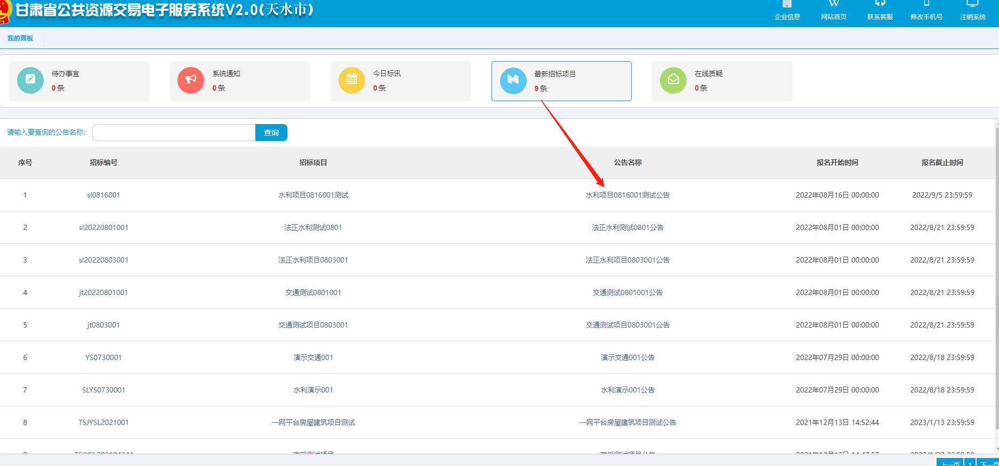 甘肃省公共资源交易电子服务系统V2.0(天水市)
企业信息 网站首页 联系客服 修改手机号 注销系统
我的面板
待办事宜
0 条
系统通知
0 条
今日标讯
0 条
最新招标项目
9 条
在线质疑
0 条
请输入要查询的公告名称： 查询
序号 招标编号 招标项目 公告名称 报名开始时间 报名截止时间
1 sl0816001 水利项目0816001测试 水利项目0816001测试公告 2022年08月16日 00:00:00 2022/9/5 23:59:59
2 sl20220801001 法正水利测试0801 法正水利测试0801公告 2022年08月01日 00:00:00 2022/8/21 23:59:59
3 sl20220803001 法正水利项目0803001 法正水利项目0803001公告 2022年08月01日 00:00:00 2022/8/21 23:59:59
4 jt20220801001 交通测试0801001 交通测试0801001公告 2022年08月01日 00:00:00 2022/8/21 23:59:59
5 jt0803001 交通测试项目0803001 交通测试项目0803001公告 2022年08月01日 00:00:00 2022/8/21 23:59:59
6 YS0730001 演示交通001 演示交通001公告 2022年07月29日 00:00:00 2022/8/18 23:59:59
7 SLYS0730001 水利演示001 水利演示001公告 2022年07月29日 00:00:00 2022/8/18 23:59:59
8 TSJYSL2021001 一网平台房屋建筑项目测试 一网平台房屋建筑项目测试公告 2021年12月13日 14:52:44 2023/1/13 23:59:59
上一页 1 下一页